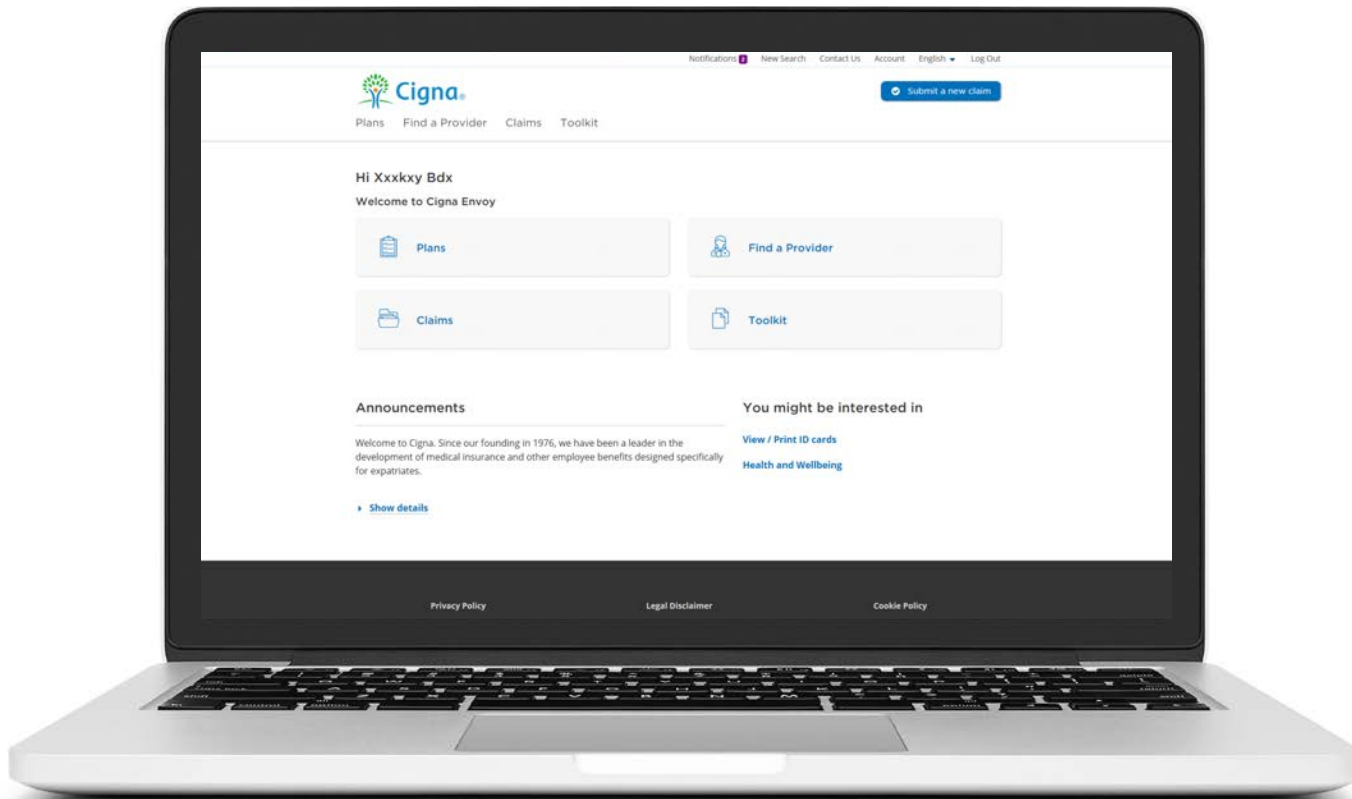 Notifications 2 New Search Contact Us Account English Log Out
Cigna®
Submit a new claim
Plans Find a Provider Claims Toolkit
Hi Xxxkxy Bdx
Welcome to Cigna Envoy
Plans
Find a Provider
Claims
Toolkit
Announcements
Welcome to Cigna. Since our founding in 1976, we have been a leader in the
development of medical insurance and other employee benefits designed specifically
for expatriates.
Show details
You might be interested in
View / Print ID cards
Health and Wellbeing
Privacy Policy Legal Disclaimer Cookie Policy